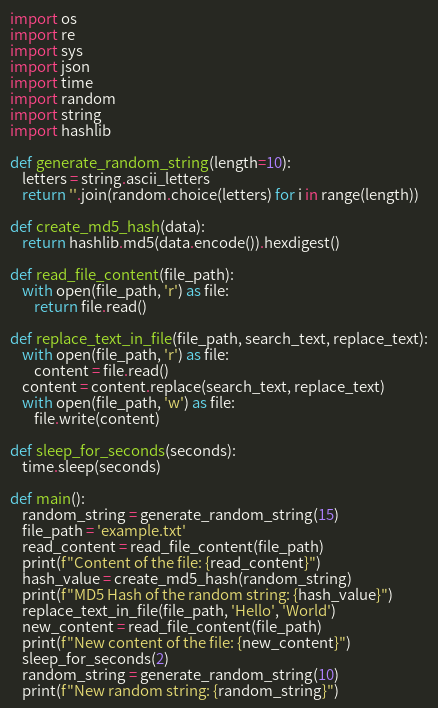 import os
import re
import sys
import json
import time
import random
import string
import hashlib

def generate_random_string(length=10):
    letters = string.ascii_letters
    return ''.join(random.choice(letters) for i in range(length))

def create_md5_hash(data):
    return hashlib.md5(data.encode()).hexdigest()

def read_file_content(file_path):
    with open(file_path, 'r') as file:
        return file.read()

def replace_text_in_file(file_path, search_text, replace_text):
    with open(file_path, 'r') as file:
        content = file.read()
    content = content.replace(search_text, replace_text)
    with open(file_path, 'w') as file:
        file.write(content)

def sleep_for_seconds(seconds):
    time.sleep(seconds)

def main():
    random_string = generate_random_string(15)
    file_path = 'example.txt'
    read_content = read_file_content(file_path)
    print(f"Content of the file: {read_content}")
    hash_value = create_md5_hash(random_string)
    print(f"MD5 Hash of the random string: {hash_value}")
    replace_text_in_file(file_path, 'Hello', 'World')
    new_content = read_file_content(file_path)
    print(f"New content of the file: {new_content}")
    sleep_for_seconds(2)
    random_string = generate_random_string(10)
    print(f"New random string: {random_string}")